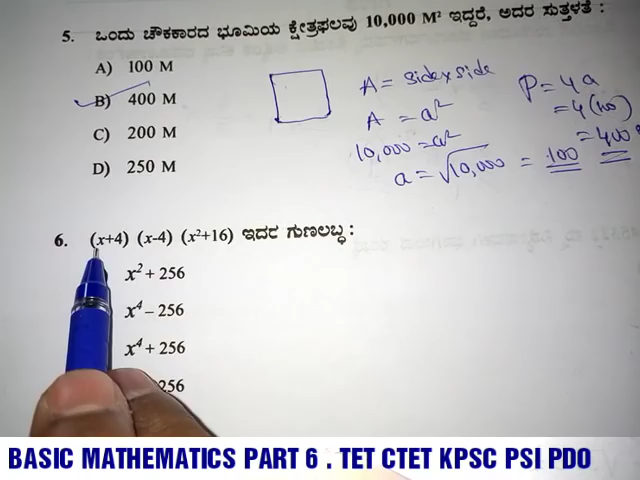 5. ಒಂದು ಚೌಕಾಕಾರದ ಭೂಮಿಯ ಕ್ಷೇತ್ರಫಲವು 10,000 M² ಇದ್ದರೆ, ಅದರ ಸುತ್ತಳತೆ :
A) 100 M
B) 400 M
C) 200 M
D) 250 M
A = Side x side
A = a²
10,000 = a²
a = √10,000 = 100
P = 4a
= 4(100)
= 400
6. (x+4) (x-4) (x²+16) ಇದರ ಗುಣಲಬ್ಧ :
x² + 256
x⁴ – 256
x⁴ + 256
256
BASIC MATHEMATICS PART 6 . TET CTET KPSC PSI PDO